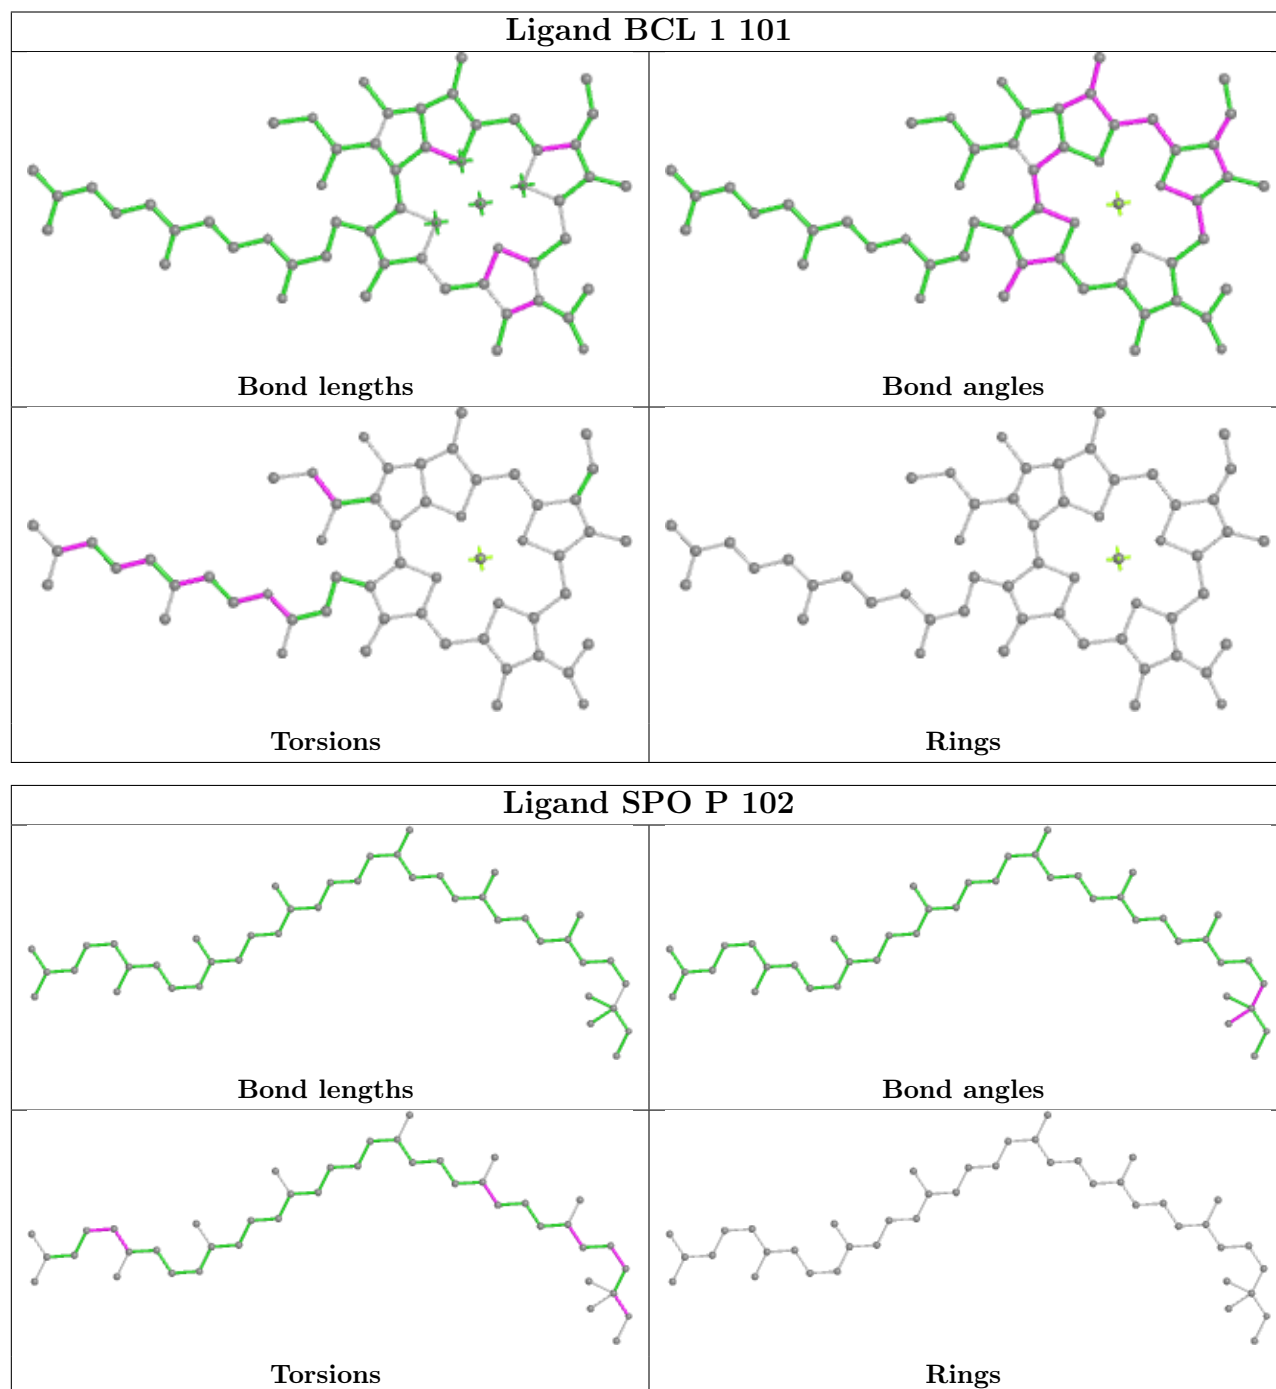 Ligand BCL 1 101
Bond lengths
Bond angles
Torsions
Rings
Ligand SPO P 102
Bond lengths
Bond angles
Torsions
Rings